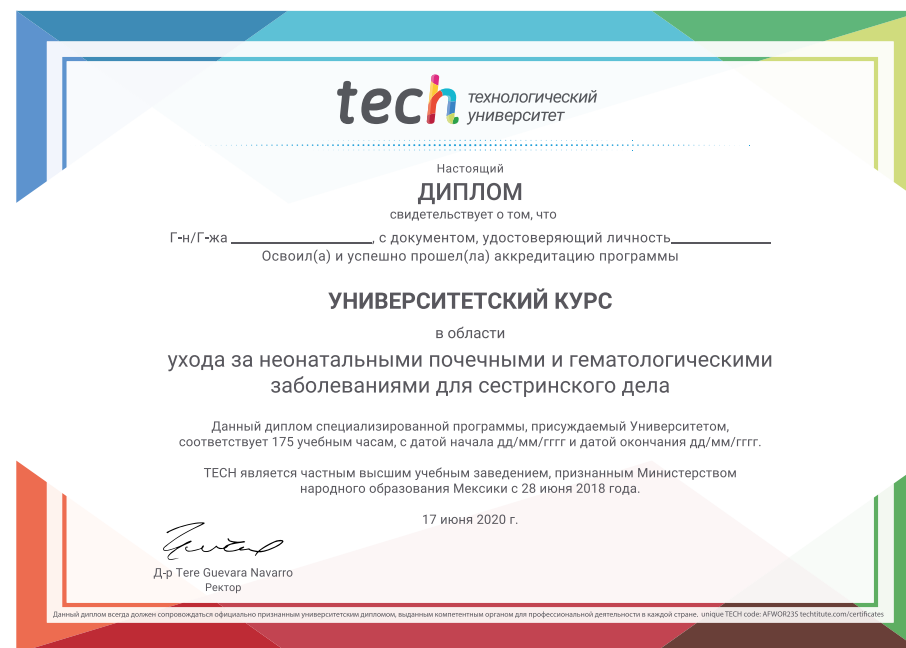 tech технологический
университет
Настоящий
ДИПЛОМ
свидетельствует о том, что
Г-н/Г-жа ____________, с документом, удостоверяющий личность____________
Освоил(а) и успешно прошел(ла) аккредитацию программы
УНИВЕРСИТЕТСКИЙ КУРС
в области
ухода за неонатальными почечными и гематологическими
заболеваниями для сестринского дела
Данный диплом специализированной программы, присуждаемый Университетом,
соответствует 175 учебным часам, с датой начала дд/мм/гггг и датой окончания дд/мм/гггг.
TECH является частным высшим учебным заведением, признанным Министерством
народного образования Мексики с 28 июня 2018 года.
17 июня 2020 г.
Д-р Tere Guevara Navarro
Ректор
Данный диплом всегда должен сопровождаться официально признанным университетским дипломом, выданным компетентным органом для профессиональной деятельности в каждой стране. unique TECH code: AFWOR23S techtitute.com/certificates